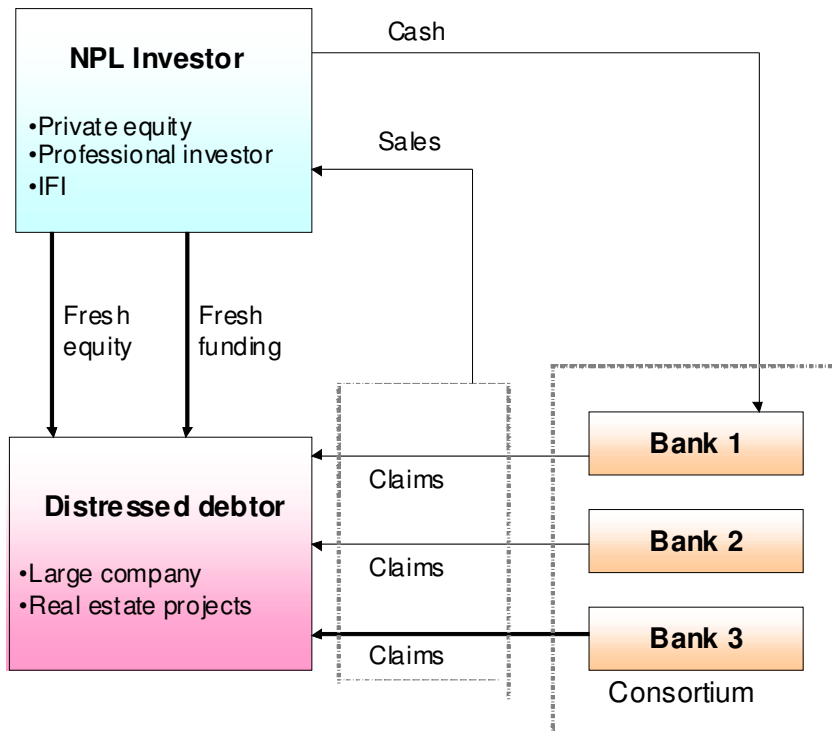 Cash
NPL Investor
•Private equity
•Professional investor
•IFI
Sales
Fresh
equity
Fresh
funding
Bank 1
Claims
Distressed debtor
Bank 2
Claims
•Large company
•Real estate projects
Bank 3
Claims
Consortium